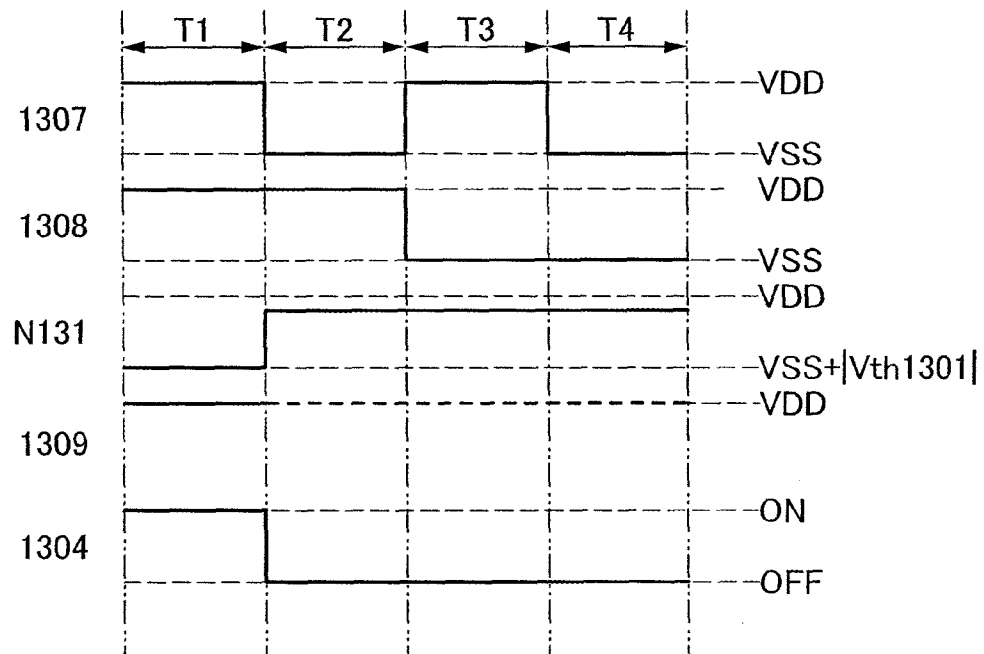 T1 T2 T3 T4
VDD
1307
VSS
VDD
1308
VSS
VDD
N131
VSS+|Vth1301|
VDD
1309
ON
1304
OFF